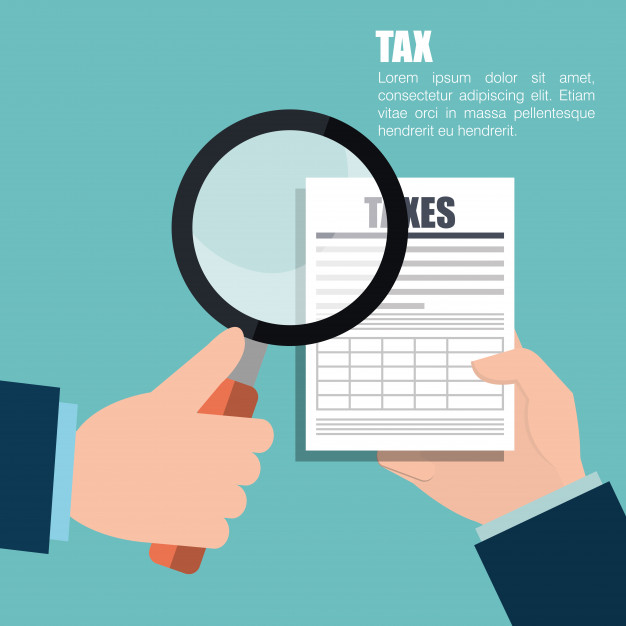 TAX
Lorem ipsum dolor sit amet,
consectetur adipiscing elit. Etiam
vitae orci in massa pellentesque
hendrerit eu hendrerit.
TAXES